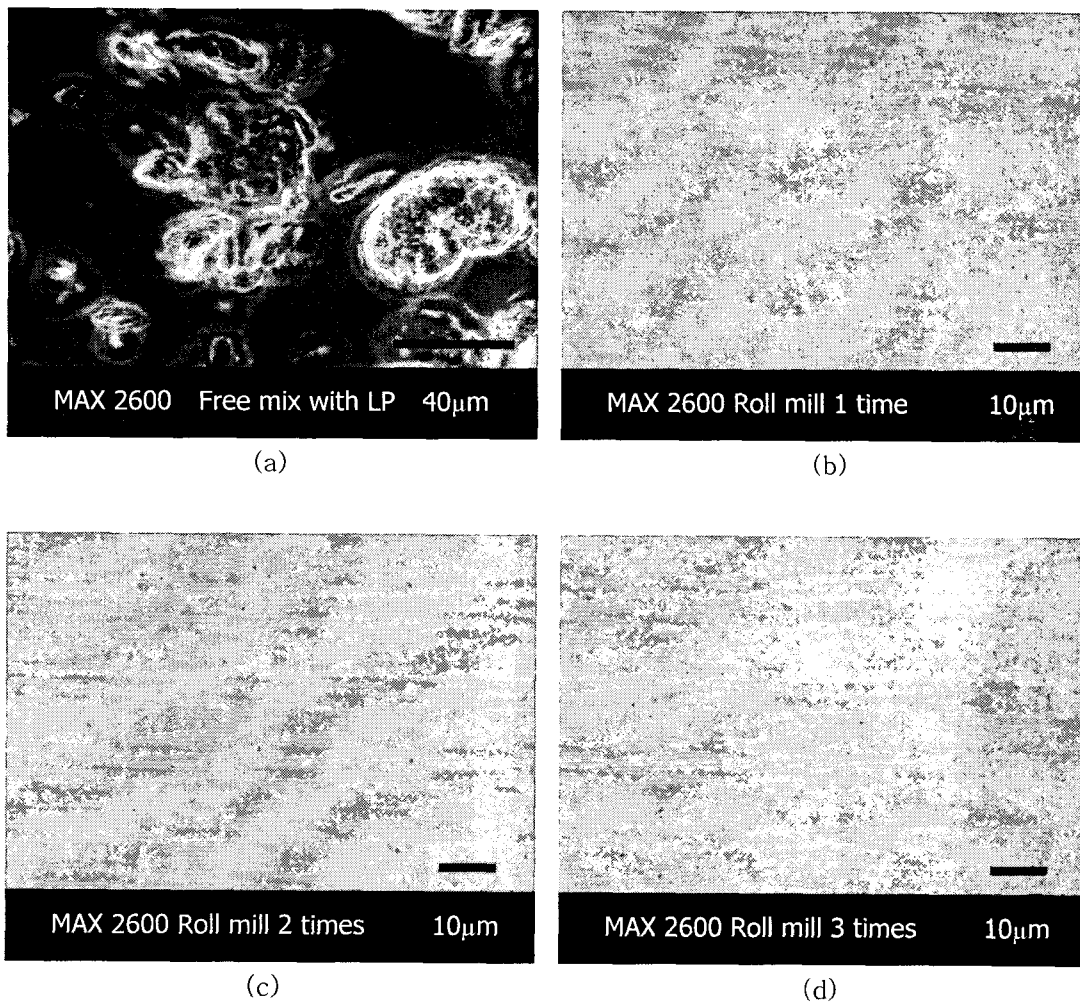 MAX 2600 Free mix with LP 40μm
(a)
MAX 2600 Roll mill 1 time 10μm
(b)
MAX 2600 Roll mill 2 times 10μm
(c)
MAX 2600 Roll mill 3 times 10μm
(d)